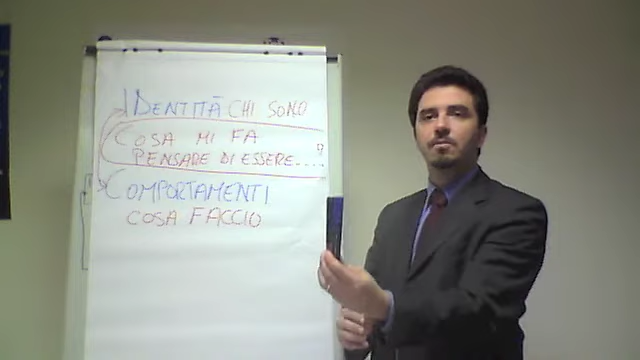 IDENTITÀ CHI SONO
COSA MI FA
PENSARE DI ESSERE.....?
COMPORTAMENTI
COSA FACCIO